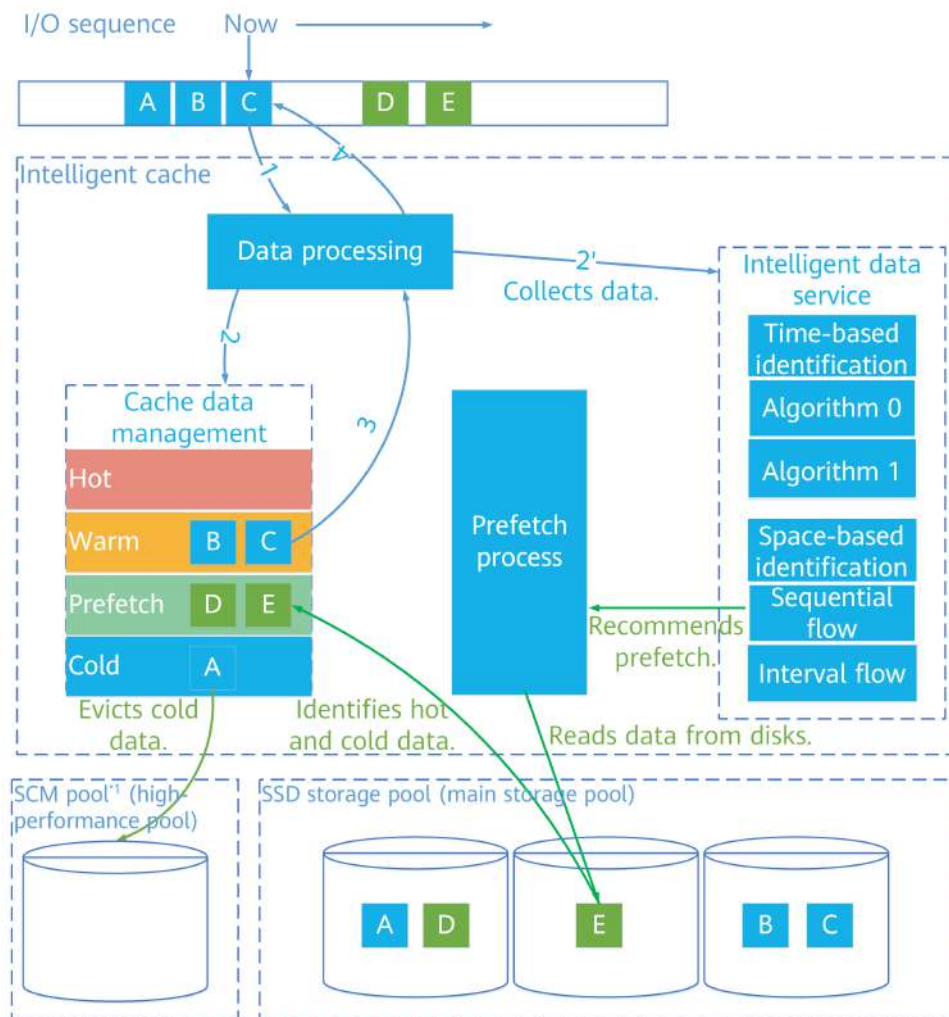 I/O sequence Now
A B C D E
Intelligent cache
1
4
Data processing
2'
Collects data.
2
3
Intelligent data
service
Time-based
identification
Algorithm 0
Algorithm 1
Space-based
identification
Sequential
flow
Interval flow
Cache data
management
Hot
Warm B C
Prefetch D E
Cold A
Prefetch
process
Recommends
prefetch.
Evicts cold
data.
Identifies hot
and cold data.
Reads data from disks.
SCM pool*1 (high-
performance pool)
SSD storage pool (main storage pool)
A D E B C